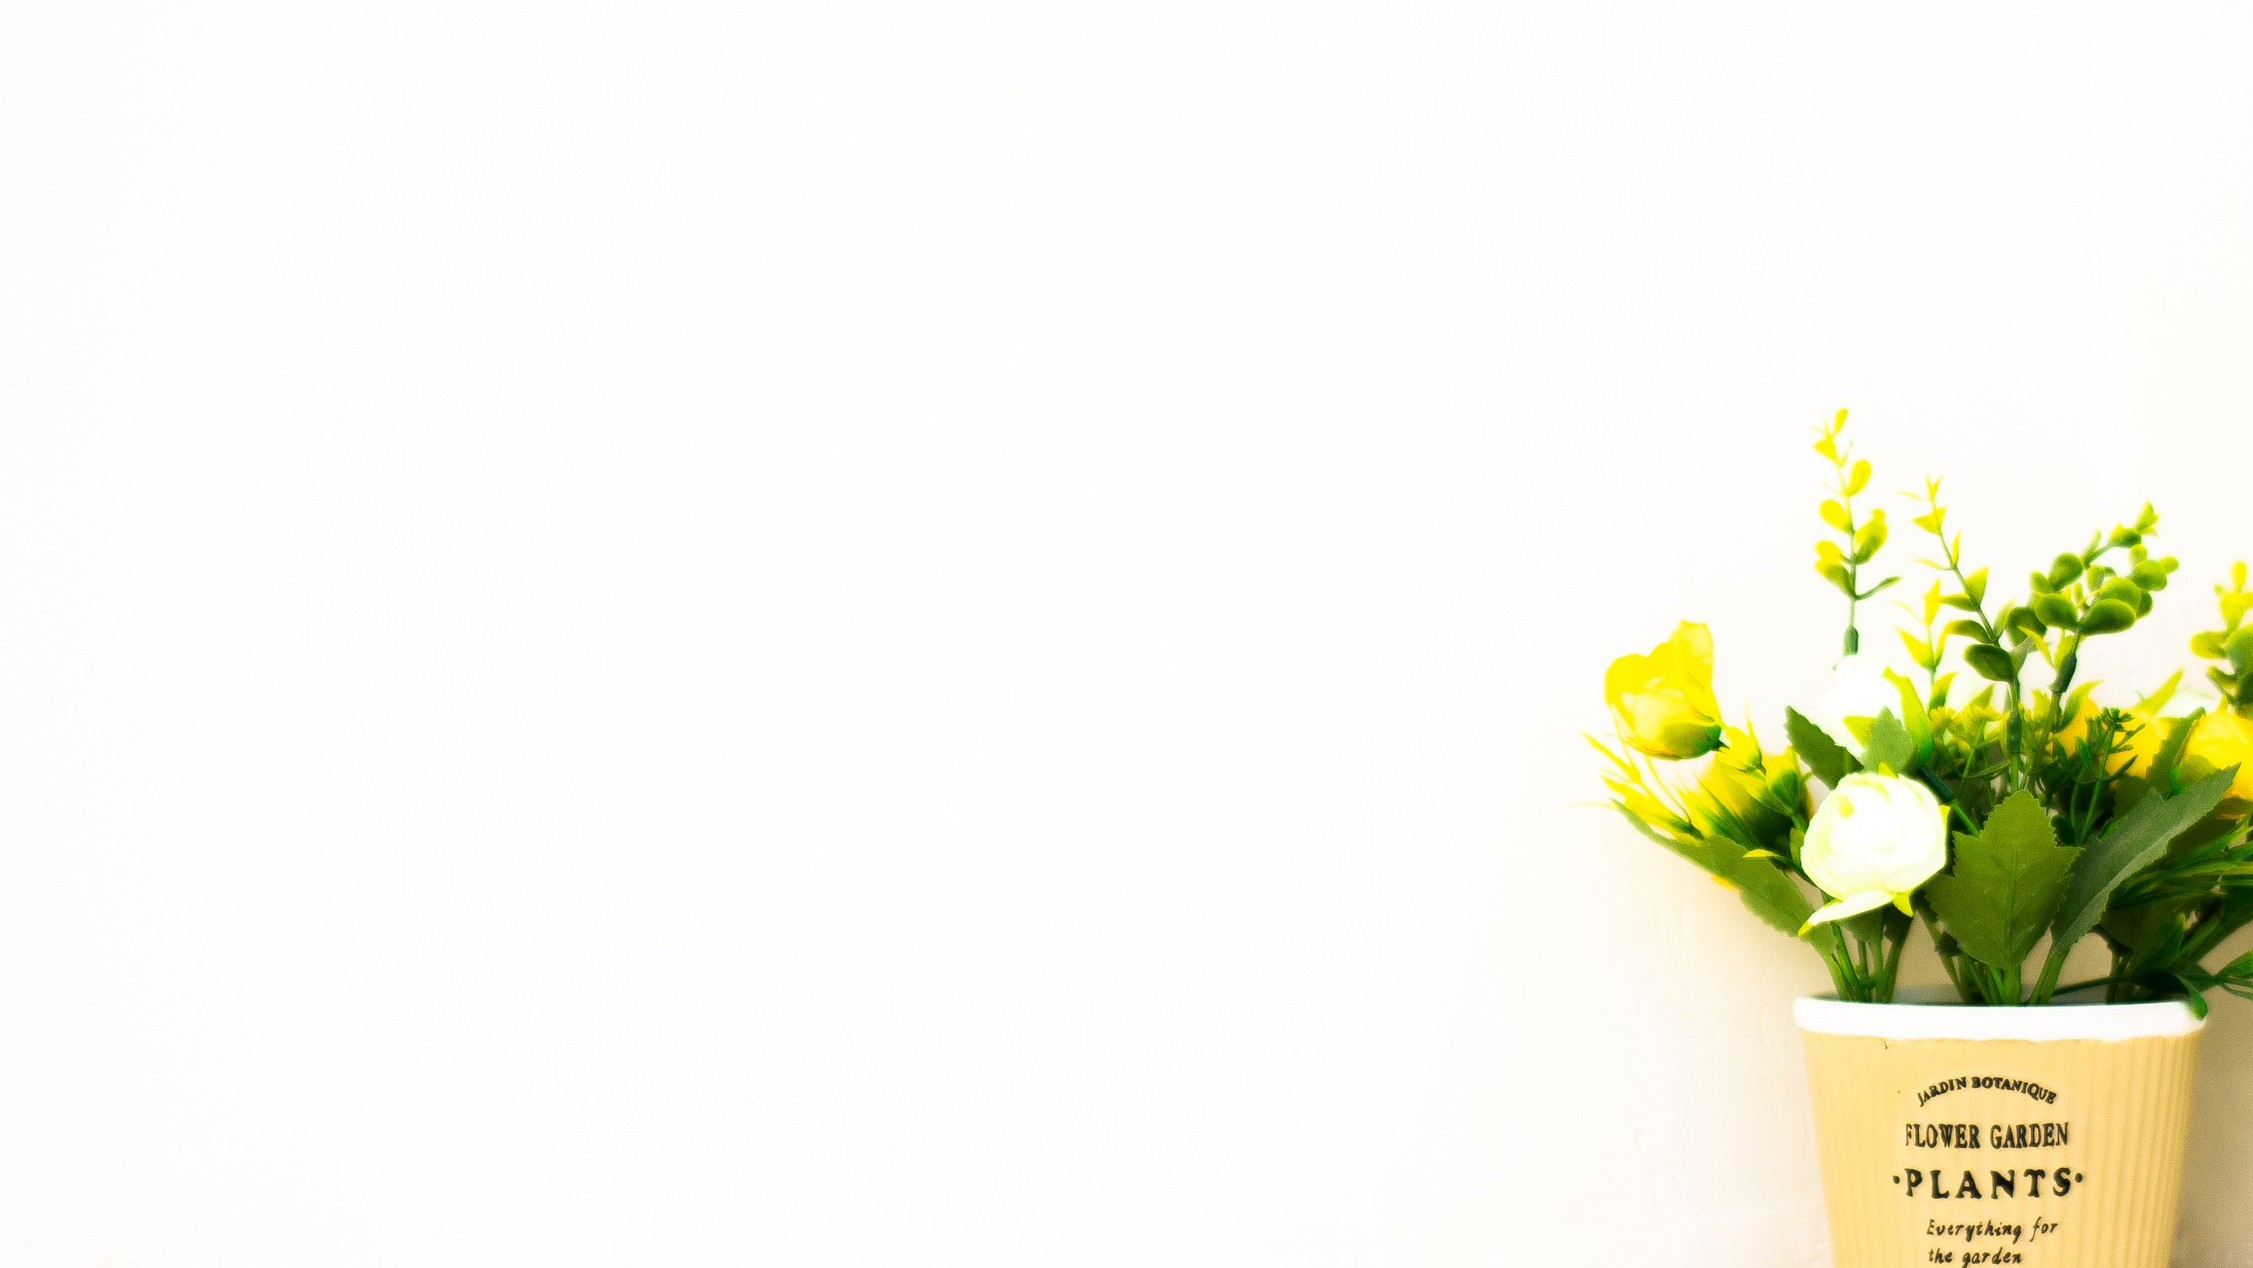 JARDIN BOTANIQUE
FLOWER GARDEN
·PLANTS·
Everything for
the garden